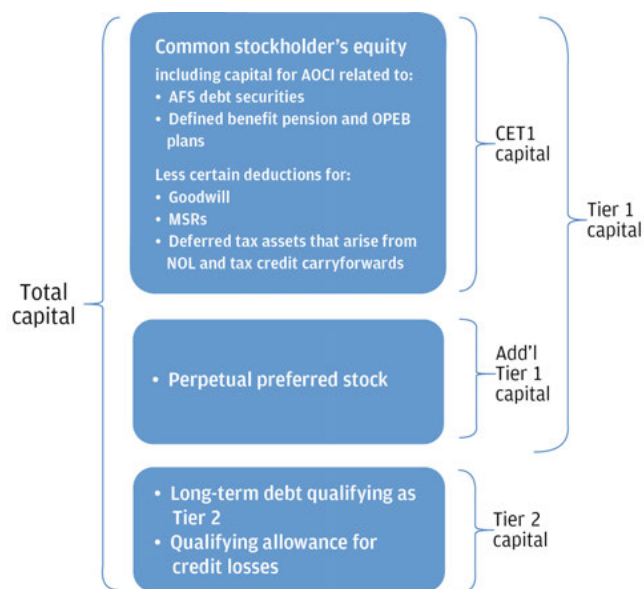 Common stockholder's equity
including capital for AOCI related to:
• AFS debt securities
• Defined benefit pension and OPEB
plans
Less certain deductions for:
• Goodwill
• MSRs
• Deferred tax assets that arise from
NOL and tax credit carryforwards
CET1
capital
Tier 1
capital
Total
capital
• Perpetual preferred stock
Add'l
Tier 1
capital
• Long-term debt qualifying as
Tier 2
• Qualifying allowance for
credit losses
Tier 2
capital